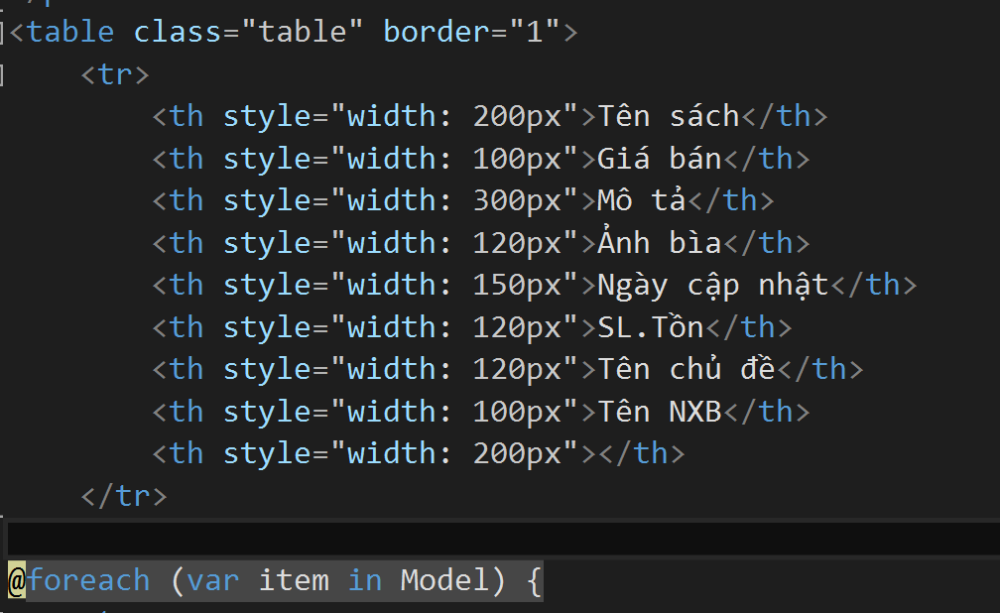 <table class="table" border="1">
<tr>
<th style="width: 200px">Tên sách</th>
<th style="width: 100px">Giá bán</th>
<th style="width: 300px">Mô tả</th>
<th style="width: 120px">Ảnh bìa</th>
<th style="width: 150px">Ngày cập nhật</th>
<th style="width: 120px">SL.Tồn</th>
<th style="width: 120px">Tên chủ đề</th>
<th style="width: 100px">Tên NXB</th>
<th style="width: 200px"></th>
</tr>
@foreach (var item in Model) {